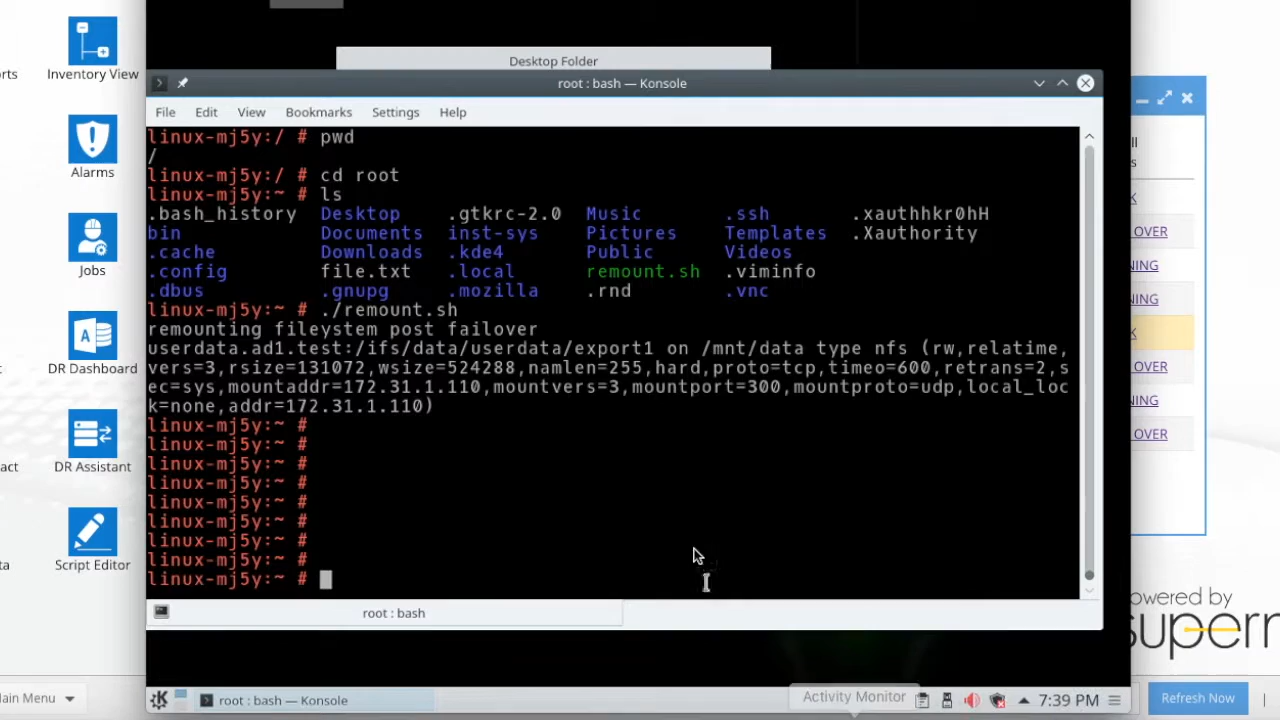 orts
Inventory View
Alarms
Jobs
DR Dashboard
act
DR Assistant
ta
Script Editor
ain Menu
Desktop Folder
root : bash — Konsole
File Edit View Bookmarks Settings Help
linux-mj5y:/ # pwd
/
linux-mj5y:/ # cd root
linux-mj5y:~ # ls
.bash_history Desktop .gtkrc-2.0 Music .ssh .xauthhkr0hH
bin Documents inst-sys Pictures Templates .Xauthority
.cache Downloads .kde4 Public Videos
.config file.txt .local remount.sh .viminfo
.dbus .gnupg .mozilla .rnd .vnc
linux-mj5y:~ # ./remount.sh
remounting fileystem post failover
userdata.ad1.test:/ifs/data/userdata/export1 on /mnt/data type nfs (rw,relatime,
vers=3,rsize=131072,wsize=524288,namlen=255,hard,proto=tcp,timeo=600,retrans=2,s
ec=sys,mountaddr=172.31.1.110,mountvers=3,mountport=300,mountproto=udp,local_loc
k=none,addr=172.31.1.110)
linux-mj5y:~ #
linux-mj5y:~ #
linux-mj5y:~ #
linux-mj5y:~ #
linux-mj5y:~ #
linux-mj5y:~ #
linux-mj5y:~ #
linux-mj5y:~ #
linux-mj5y:~ #
root : bash
root : bash — Konsole
Activity Monitor
7:39 PM
ll
s
K
OVER
NING
NING
K
OVER
NING
OVER
powered by
supern
Refresh Now